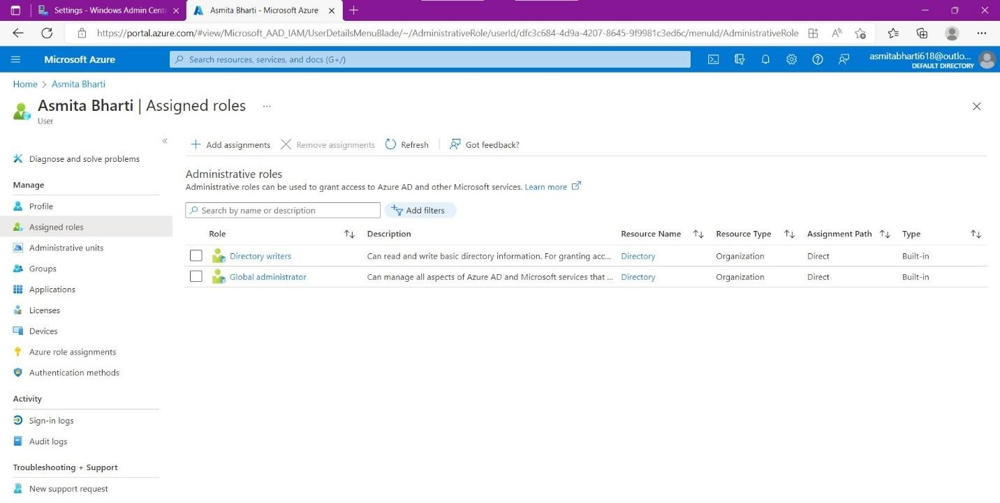 Settings - Windows Admin Cente
Asmita Bharti - Microsoft Azure
https://portal.azure.com/#view/Microsoft_AAD_IAM/UserDetailsMenuBlade/~/AdministrativeRole/userId/dfc3c684-4d9a-4207-8645-9f9981c3ed6c/menuId/AdministrativeRole
Microsoft Azure
Search resources, services, and docs (G+/)
asmitabharti618@outlo...
DEFAULT DIRECTORY
Home > Asmita Bharti
Asmita Bharti | Assigned roles ...
User
Add assignments Remove assignments Refresh Got feedback?
Diagnose and solve problems
Manage
Profile
Assigned roles
Administrative units
Groups
Applications
Licenses
Devices
Azure role assignments
Authentication methods
Activity
Sign-in logs
Audit logs
Troubleshooting + Support
New support request
Administrative roles
Administrative roles can be used to grant access to Azure AD and other Microsoft services. Learn more
Search by name or description
Add filters
Role Description Resource Name Resource Type Assignment Path Type
Directory writers Can read and write basic directory information. For granting acc... Directory Organization Direct Built-in
Global administrator Can manage all aspects of Azure AD and Microsoft services that ... Directory Organization Direct Built-in